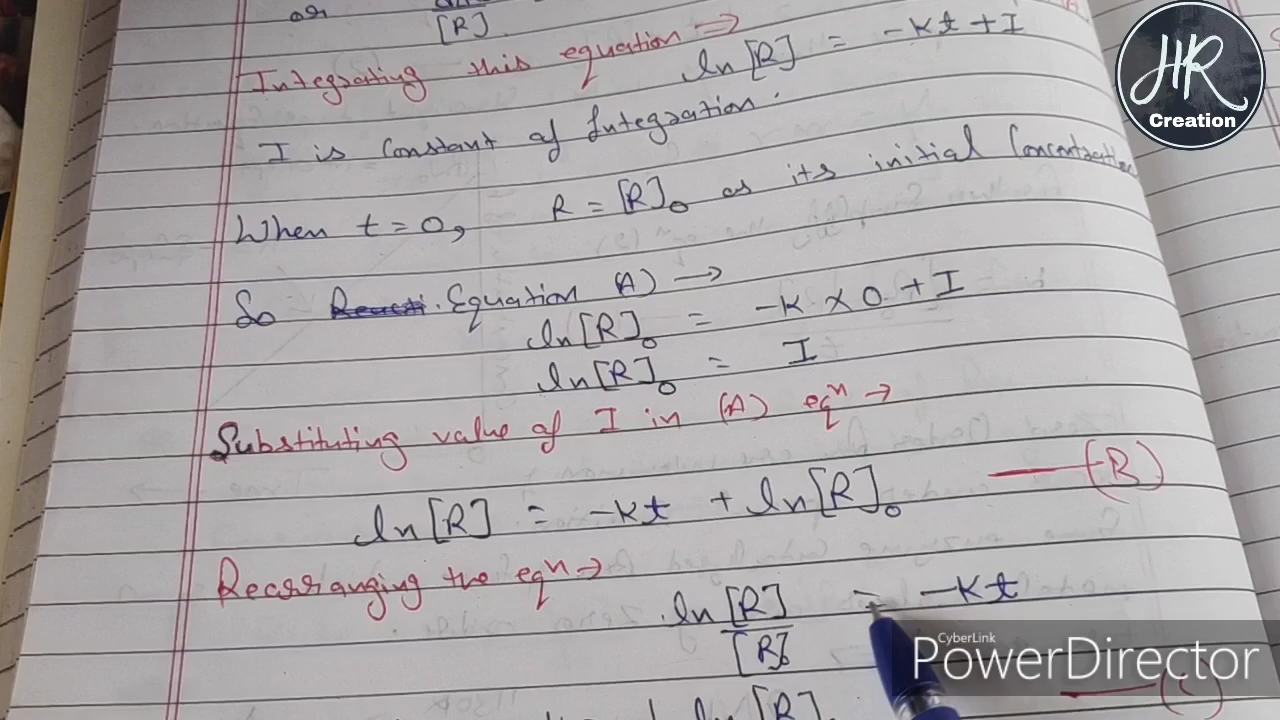 or
[R]
Integrating this equation →
ln [R] = -Kt + I
I is constant of Integration.
When t = 0, R = [R]₀ as its initial Concentration
So Equation (A) →
ln [R]₀ = -K × 0 + I
ln [R]₀ = I
Substituting value of I in (A) eqⁿ →
ln [R] = -Kt + ln [R]₀ —(B)
Rearranging the eqⁿ →
ln [R] = -Kt
[R]₀
ln [R]
HR
Creation
CyberLink
PowerDirector